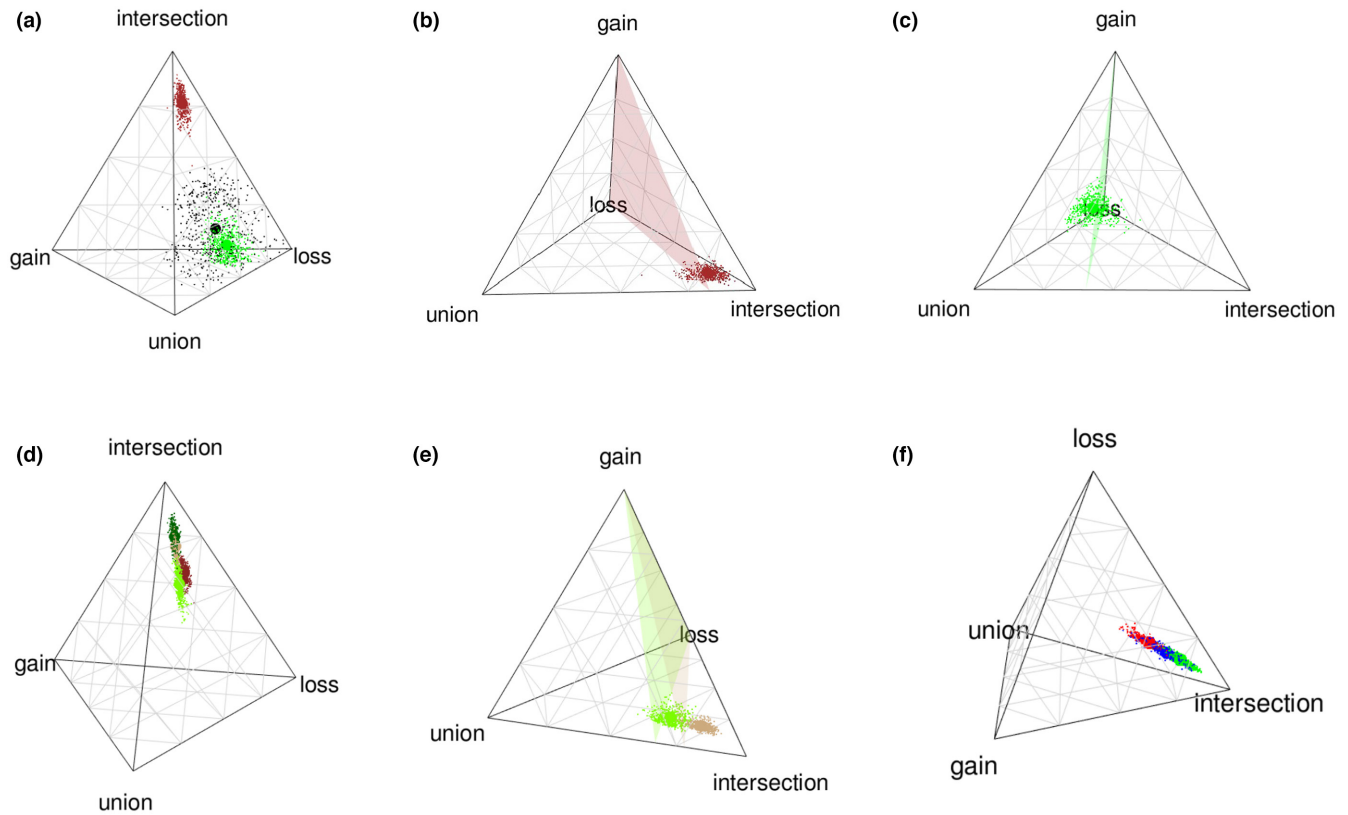 (a)
intersection
gain
loss
union
(b)
gain
loss
union
intersection
(c)
gain
loss
union
intersection
(d)
intersection
gain
loss
union
(e)
gain
loss
union
intersection
(f)
loss
union
intersection
gain